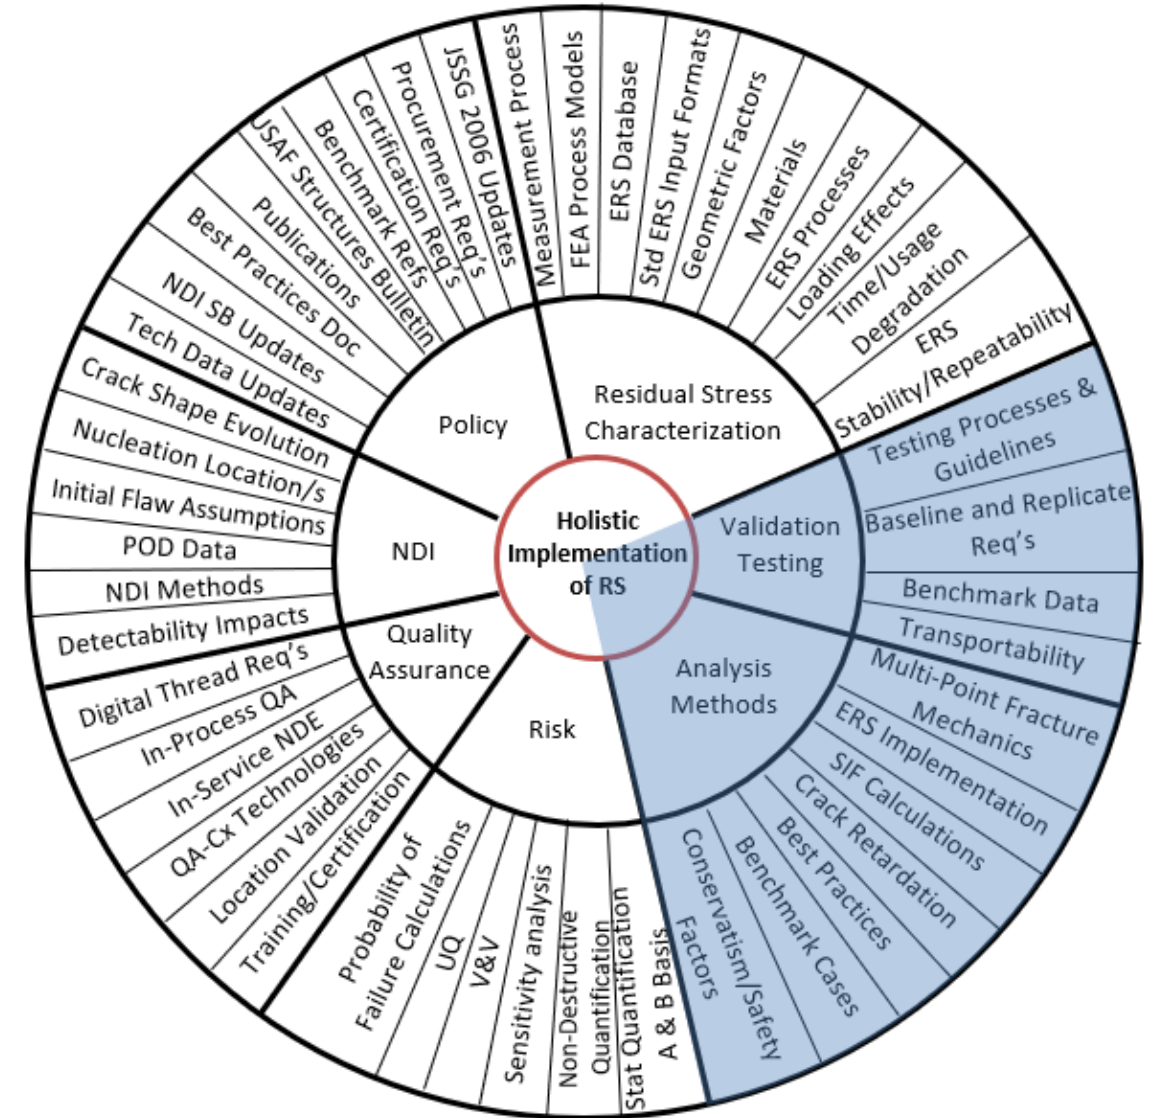 Holistic
Implementation
of RS
Residual Stress
Characterization
Measurement Process
FEA Process Models
ERS Database
Std ERS Input Formats
Geometric Factors
Materials
ERS Processes
Loading Effects
Time/Usage
Degradation
ERS
Stability/Repeatability
Validation
Testing
Testing Processes &
Guidelines
Baseline and Replicate
Req's
Benchmark Data
Transportability
Analysis
Methods
Multi-Point Fracture
Mechanics
ERS Implementation
SIF Calculations
Crack Retardation
Best Practices
Benchmark Cases
Conservatism/Safety
Factors
Risk
A & B Basis
Stat Quantification
Non-Destructive
Quantification
Sensitivity analysis
V&V
UQ
Probability of
Failure Calculations
Quality
Assurance
Training/Certification
Location Validation
QA-Cx Technologies
In-Service NDE
In-Process QA
Digital Thread Req's
NDI
Detectability Impacts
NDI Methods
POD Data
Initial Flaw Assumptions
Nucleation Location/s
Crack Shape Evolution
Policy
Tech Data Updates
NDI SB Updates
Best Practices Doc
Publications
USAF Structures Bulletin
Benchmark Refs
Certification Req's
Procurement Req's
JSSG 2006 Updates